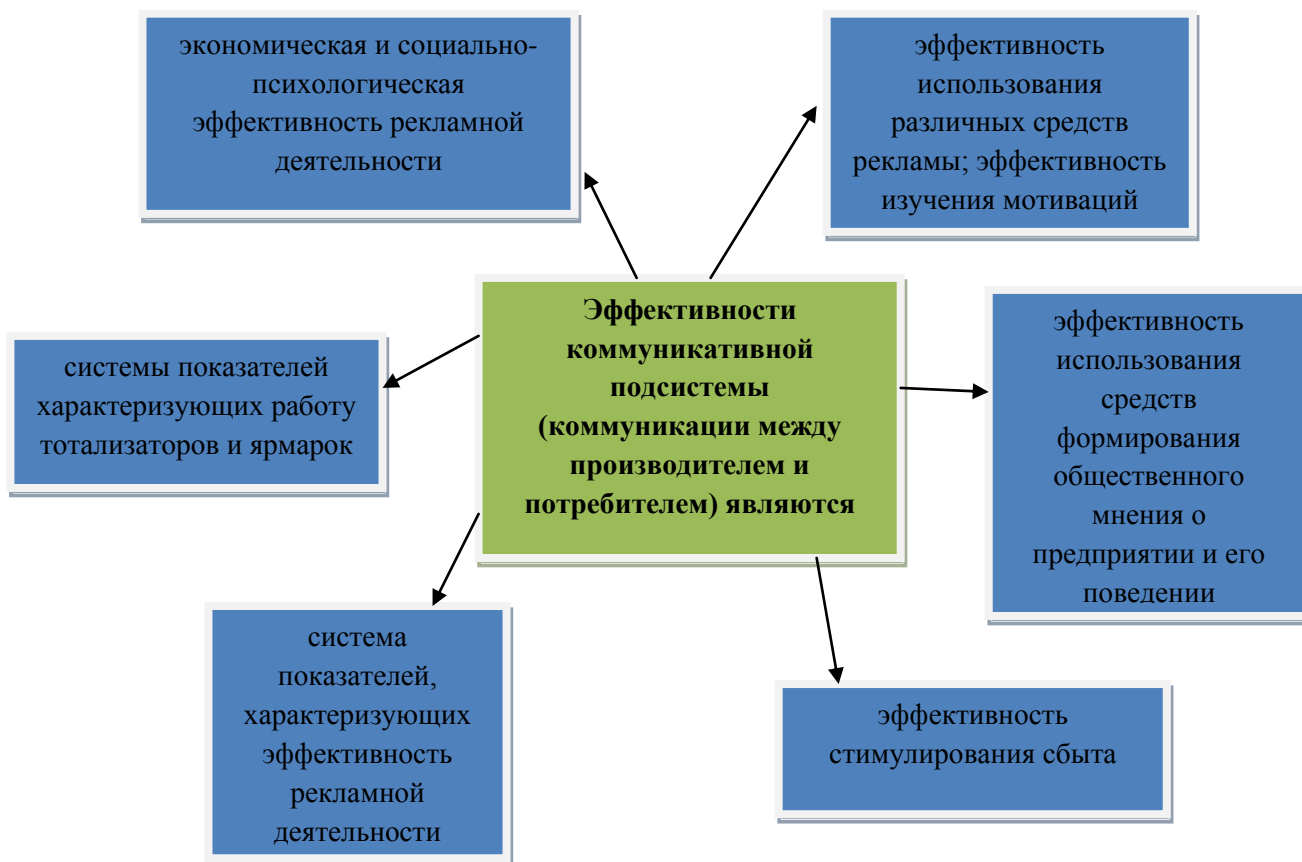 экономическая и социально-
психологическая
эффективность рекламной
деятельности
эффективность
использования
различных средств
рекламы; эффективность
изучения мотиваций
Эффективности
коммуникативной
подсистемы
(коммуникации между
производителем и
потребителем) являются
системы показателей
характеризующих работу
тотализаторов и ярмарок
эффективность
использования
средств
формирования
общественного
мнения о
предприятии и его
поведении
система
показателей,
характеризующих
эффективность
рекламной
деятельности
эффективность
стимулирования сбыта